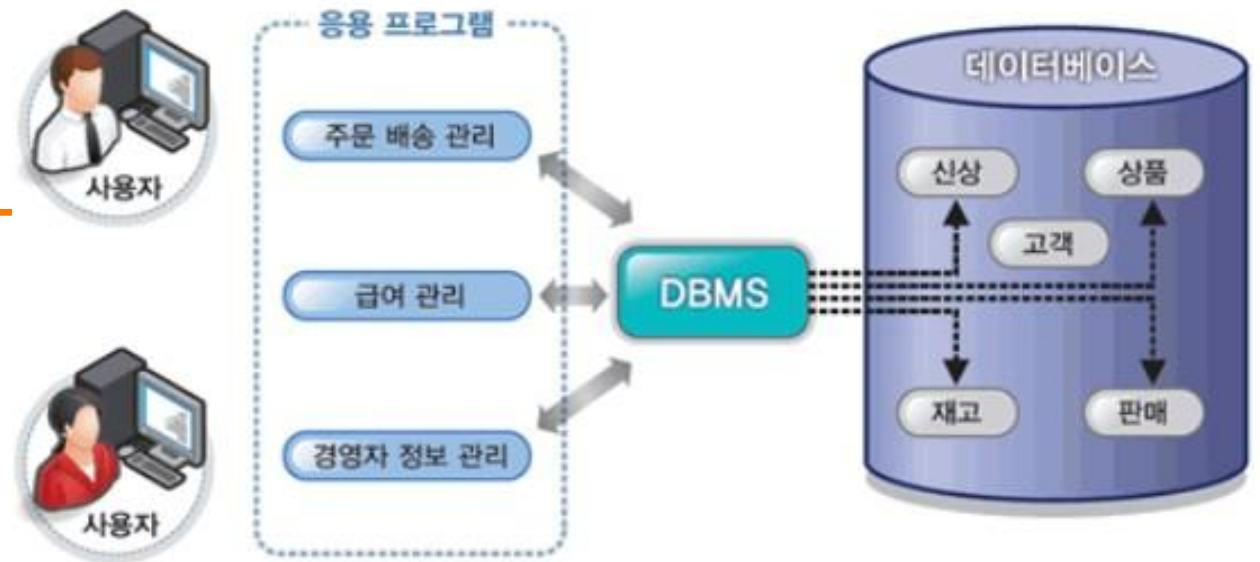 응용 프로그램
사용자
주문 배송 관리
급여 관리
경영자 정보 관리
사용자
DBMS
데이터베이스
신상
상품
고객
재고
판매